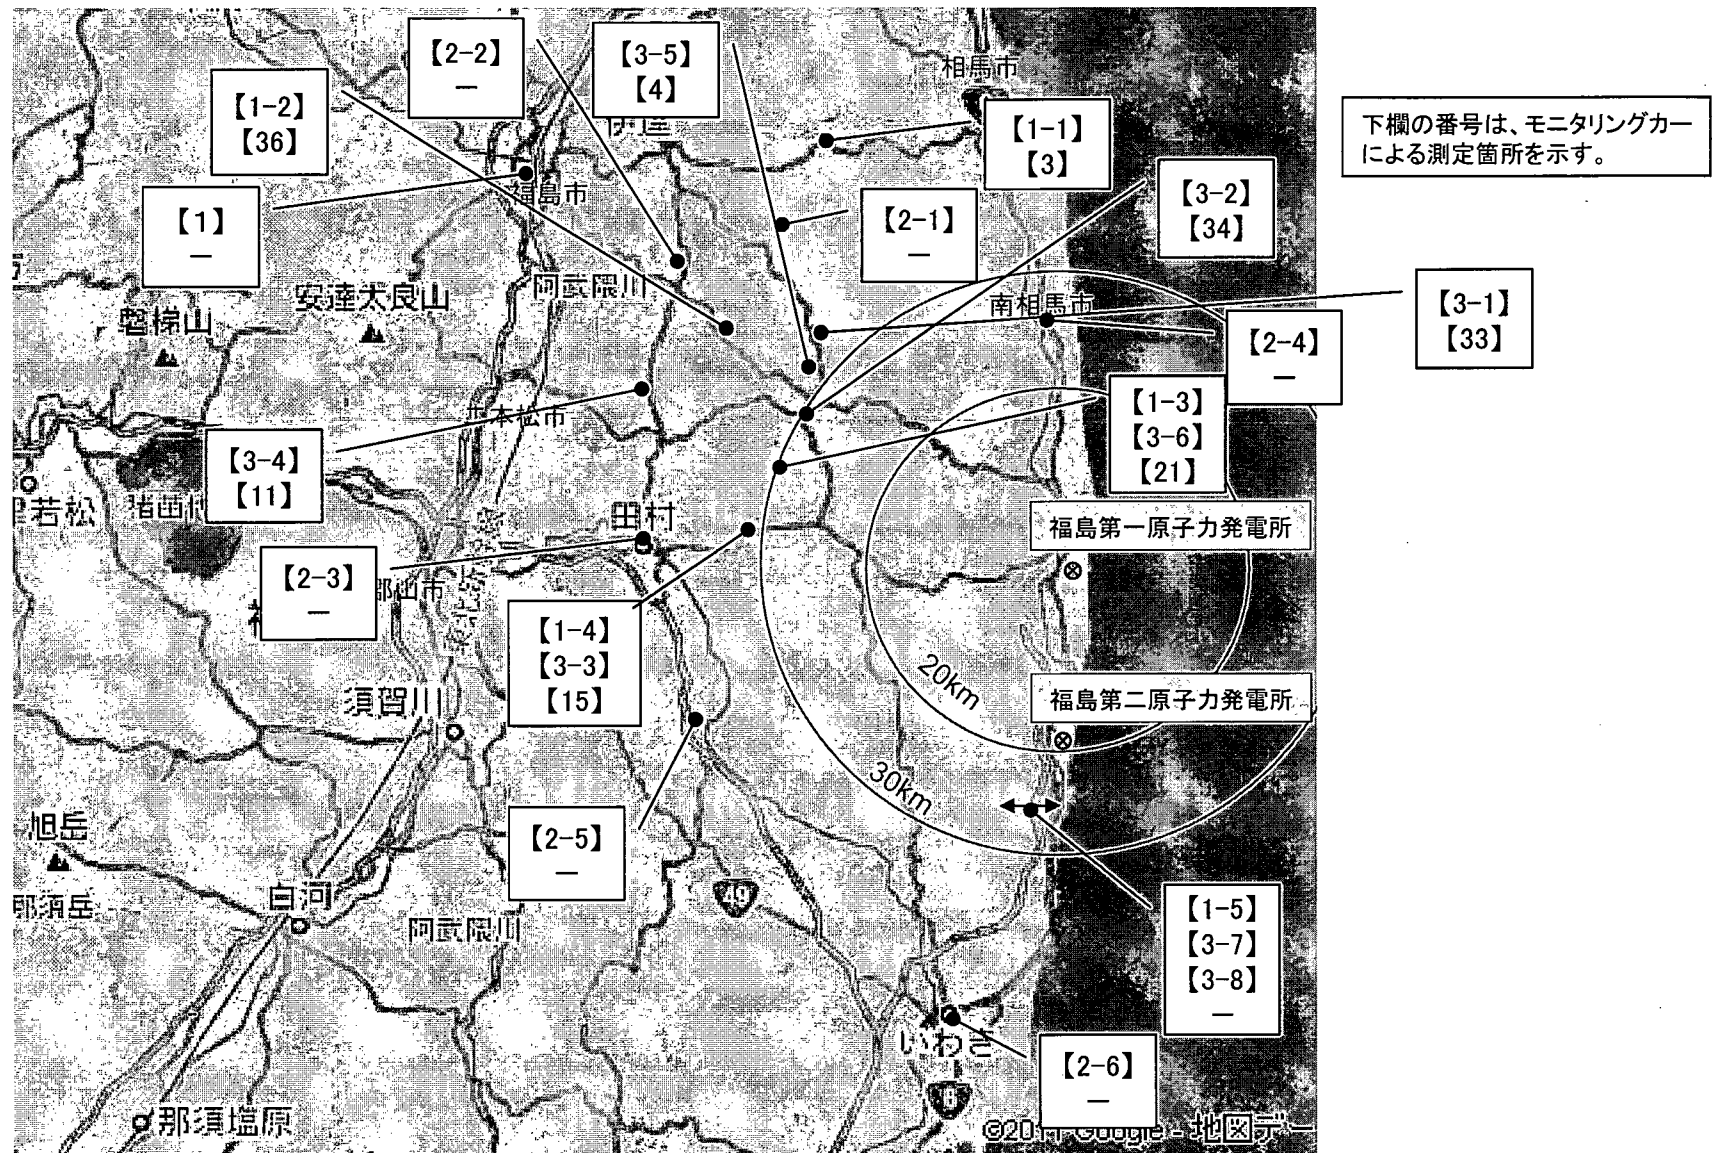 【2-2】
―
【3-5】
【4】
相馬市
【1-2】
【36】
伊達
【1-1】
【3】
下欄の番号は、モニタリングカー
による測定箇所を示す。
福島市
【1】
―
【2-1】
―
【3-2】
【34】
阿武隈川
安達太良山
磐梯山
南相馬市
【3-1】
【33】
【2-4】
―
二本松市
【1-3】
【3-6】
【21】
【3-4】
【11】
若松
田村
福島第一原子力発電所
【2-3】
―
郡山市
【1-4】
【3-3】
【15】
20km
福島第二原子力発電所
須賀川
30km
旭岳
【2-5】
―
白河
那須岳
49
阿武隈川
【1-5】
【3-7】
【3-8】
―
いわき
【2-6】
―
6
那須塩原
©2011 Google - 地図デー